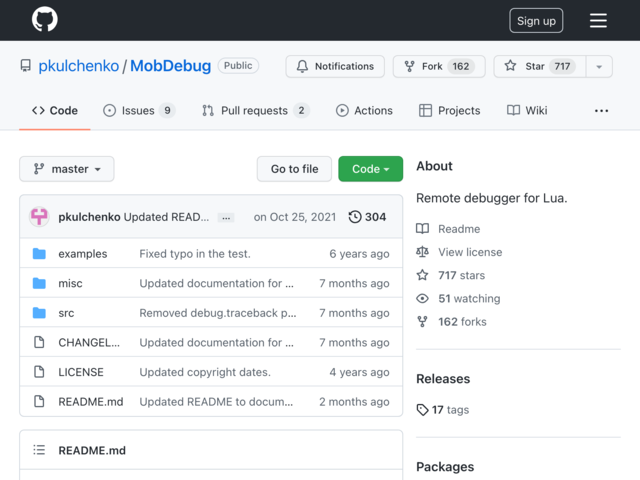 Sign up
pkulchenko / MobDebug Public
Notifications Fork 162 Star 717
Code Issues 9 Pull requests 2 Actions Projects Wiki
master Go to file Code
pkulchenko Updated READ... ... on Oct 25, 2021 304
examples Fixed typo in the test. 6 years ago
misc Updated documentation for ... 7 months ago
src Removed debug.traceback p... 7 months ago
CHANGEL... Updated documentation for ... 7 months ago
LICENSE Updated copyright dates. 4 years ago
README.md Updated README to docum... 2 months ago
README.md
About
Remote debugger for Lua.
Readme
View license
717 stars
51 watching
162 forks
Releases
17 tags
Packages